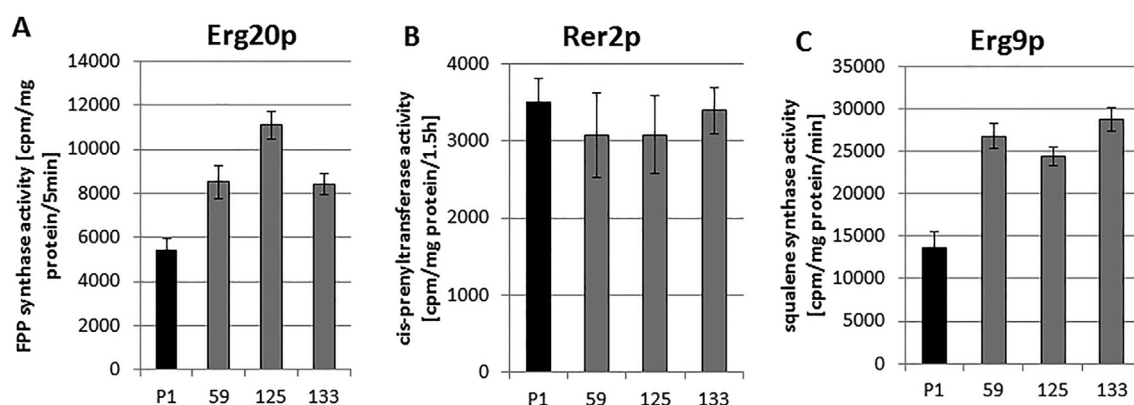 A
Erg20p
FPP synthase activity [cpm/mg
protein/5min]
14000
12000
10000
8000
6000
4000
2000
0
P1 59 125 133
B
Rer2p
cis-prenyltransferase activity
[cpm/mg protein/1.5h]
4000
3000
3000
3000
0
P1 59 125 133
C
Erg9p
squalene synthase activity
[cpm/mg protein/min]
35000
30000
25000
20000
15000
10000
5000
0
P1 59 125 133